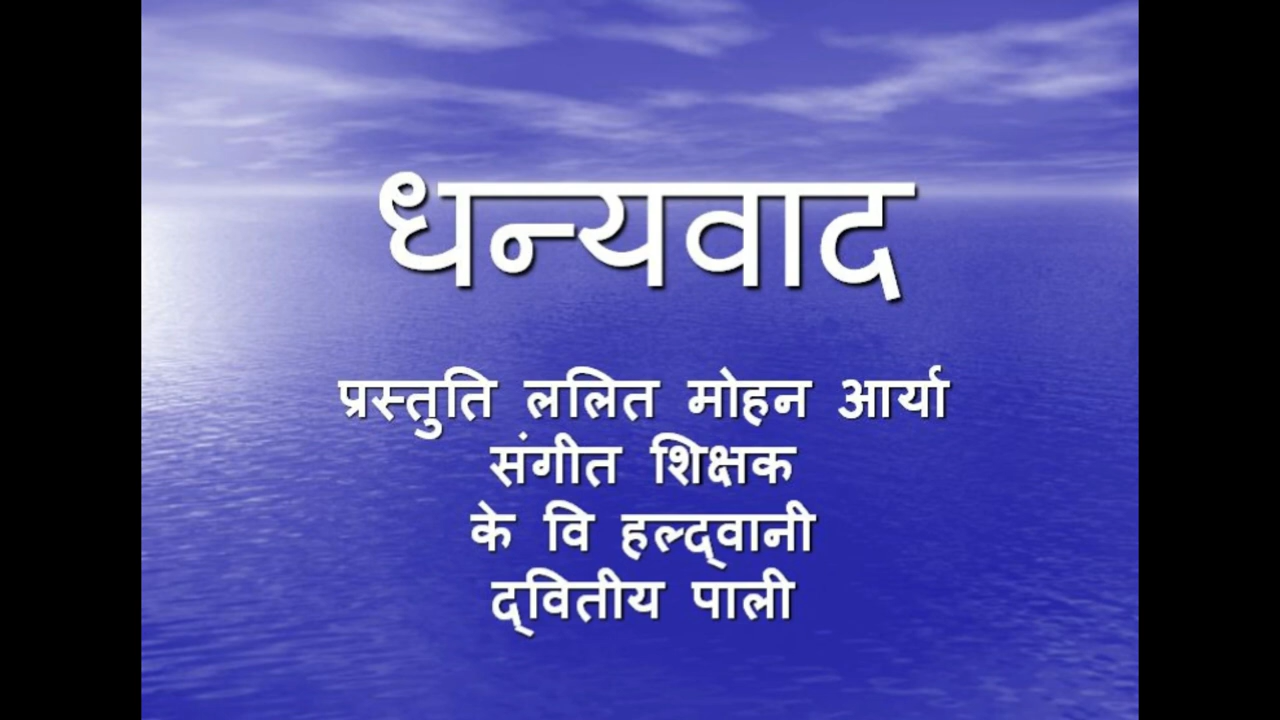 धन्यवाद
प्रस्तुति ललित मोहन आर्या
संगीत शिक्षक
के वि हल्द्वानी
द्वितीय पाली